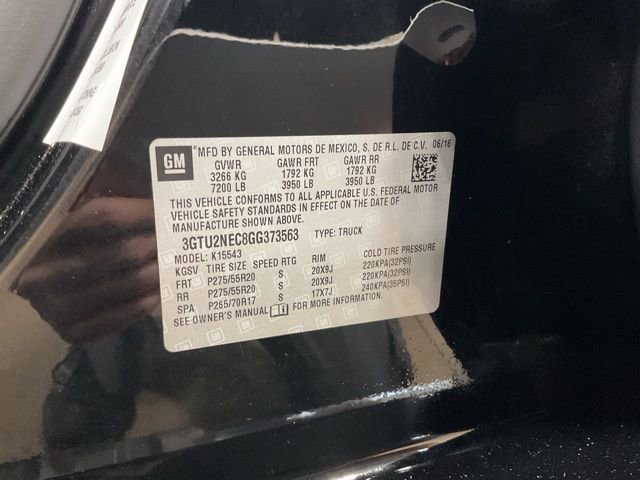 GM
MFD BY GENERAL MOTORS DE MEXICO, S. DE R.L. DE C.V. 06/16
GVWR GAWR FRT GAWR RR
3266 KG 1792 KG 1792 KG
7200 LB 3950 LB 3950 LB
THIS VEHICLE CONFORMS TO ALL APPLICABLE U.S. FEDERAL MOTOR
VEHICLE SAFETY STANDARDS IN EFFECT ON THE DATE OF
MANUFACTURE SHOWN ABOVE.
3GTU2NEC8GG373563 TYPE: TRUCK
MODEL: K15543
KGSV TIRE SIZE SPEED RTG RIM COLD TIRE PRESSURE
FRT P275/55R20 S 20X9J 220KPA(32PSI)
RR P275/55R20 S 20X9J 220KPA(32PSI)
SPA P265/70R17 S 17X7J 240KPA(35PSI)
SEE OWNER'S MANUAL i FOR MORE INFORMATION.